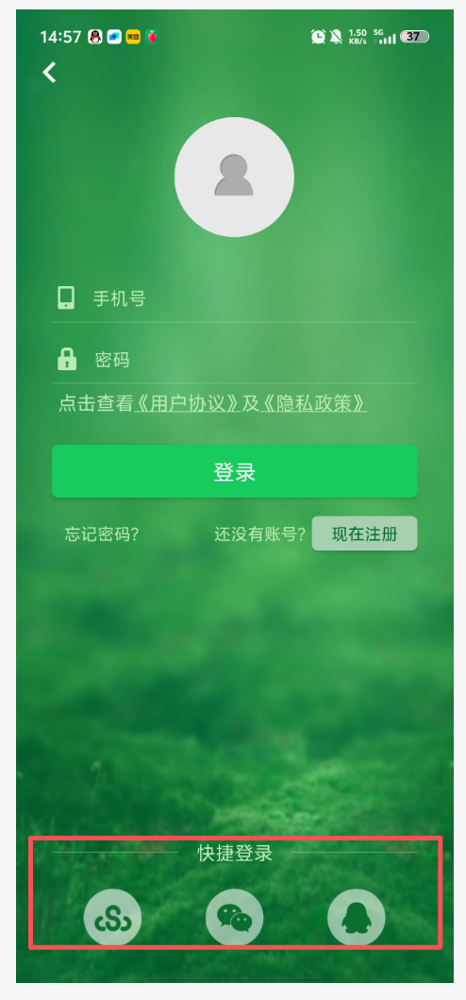 14:57 美团 1.50 KB/s 5G 37
手机号
密码
点击查看《用户协议》及《隐私政策》
登录
忘记密码? 还没有账号? 现在注册
快捷登录